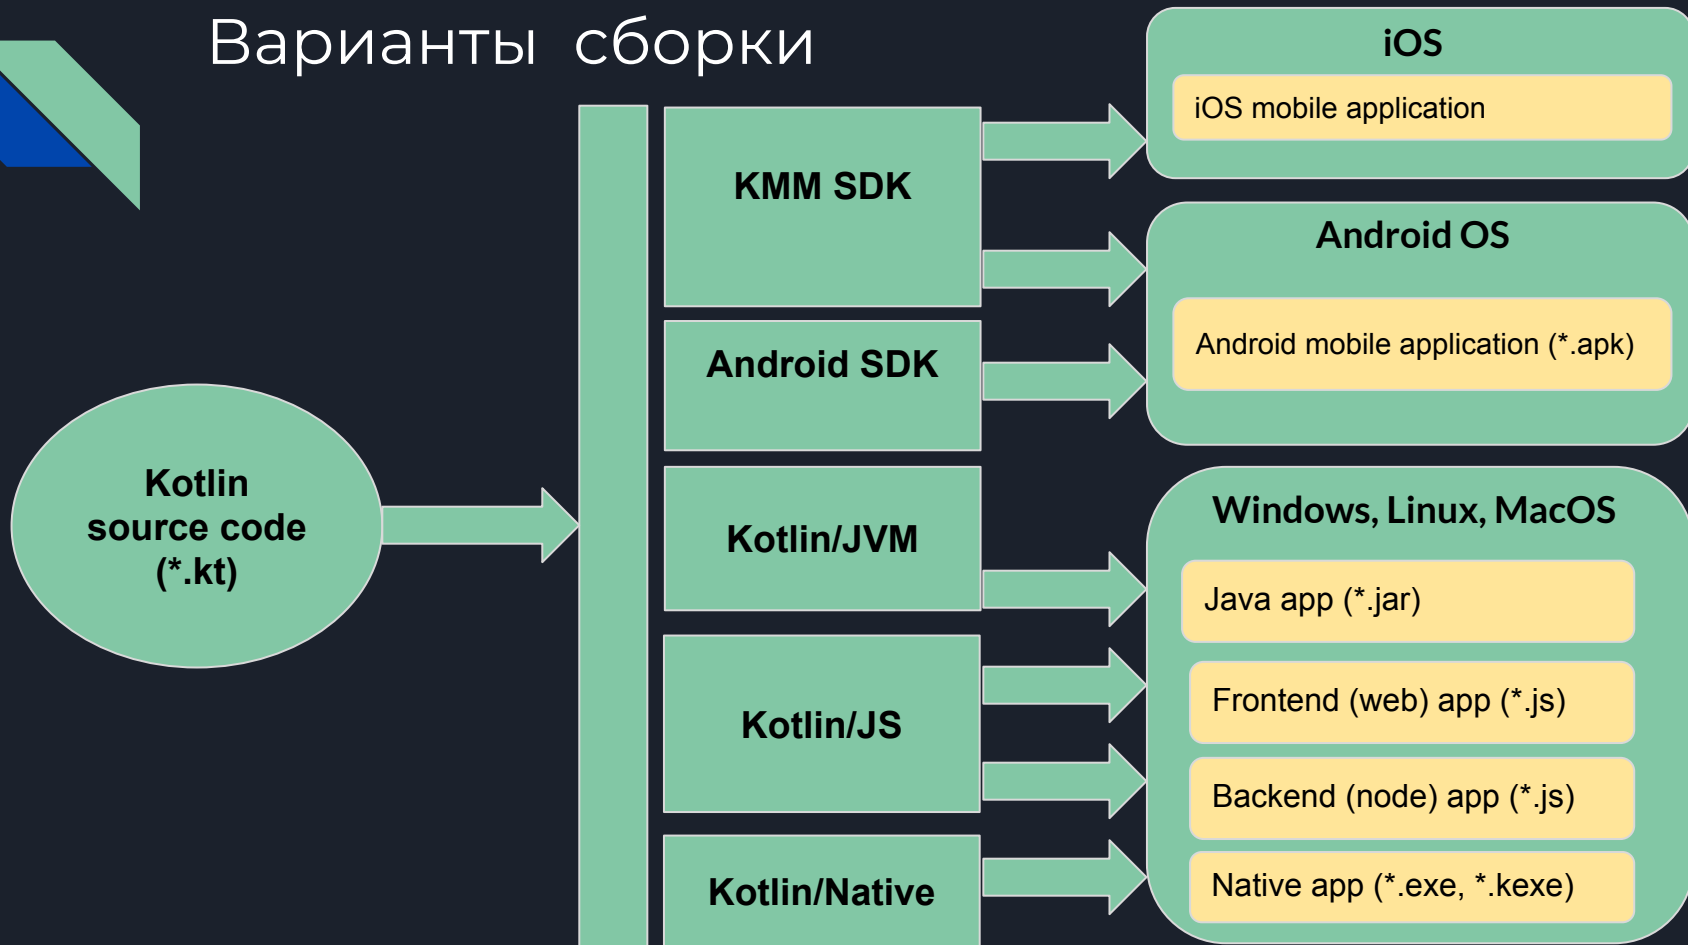 Варианты сборки
Kotlin
source code
(*.kt)
KMM SDK
Android SDK
Kotlin/JVM
Kotlin/JS
Kotlin/Native
iOS
iOS mobile application
Android OS
Android mobile application (*.apk)
Windows, Linux, MacOS
Java app (*.jar)
Frontend (web) app (*.js)
Backend (node) app (*.js)
Native app (*.exe, *.kexe)